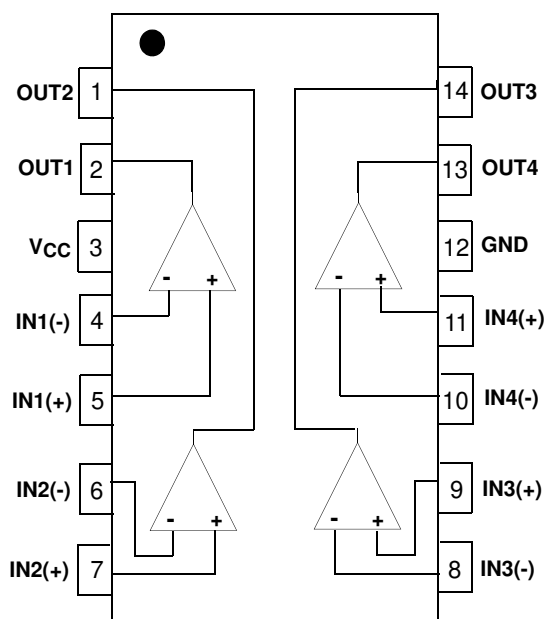 OUT2 1 14 OUT3
OUT1 2 13 OUT4
VCC 3 12 GND
- + - +
IN1(-) 4 11 IN4(+)
IN1(+) 5 10 IN4(-)
IN2(-) 6 9 IN3(+)
- + - +
IN2(+) 7 8 IN3(-)